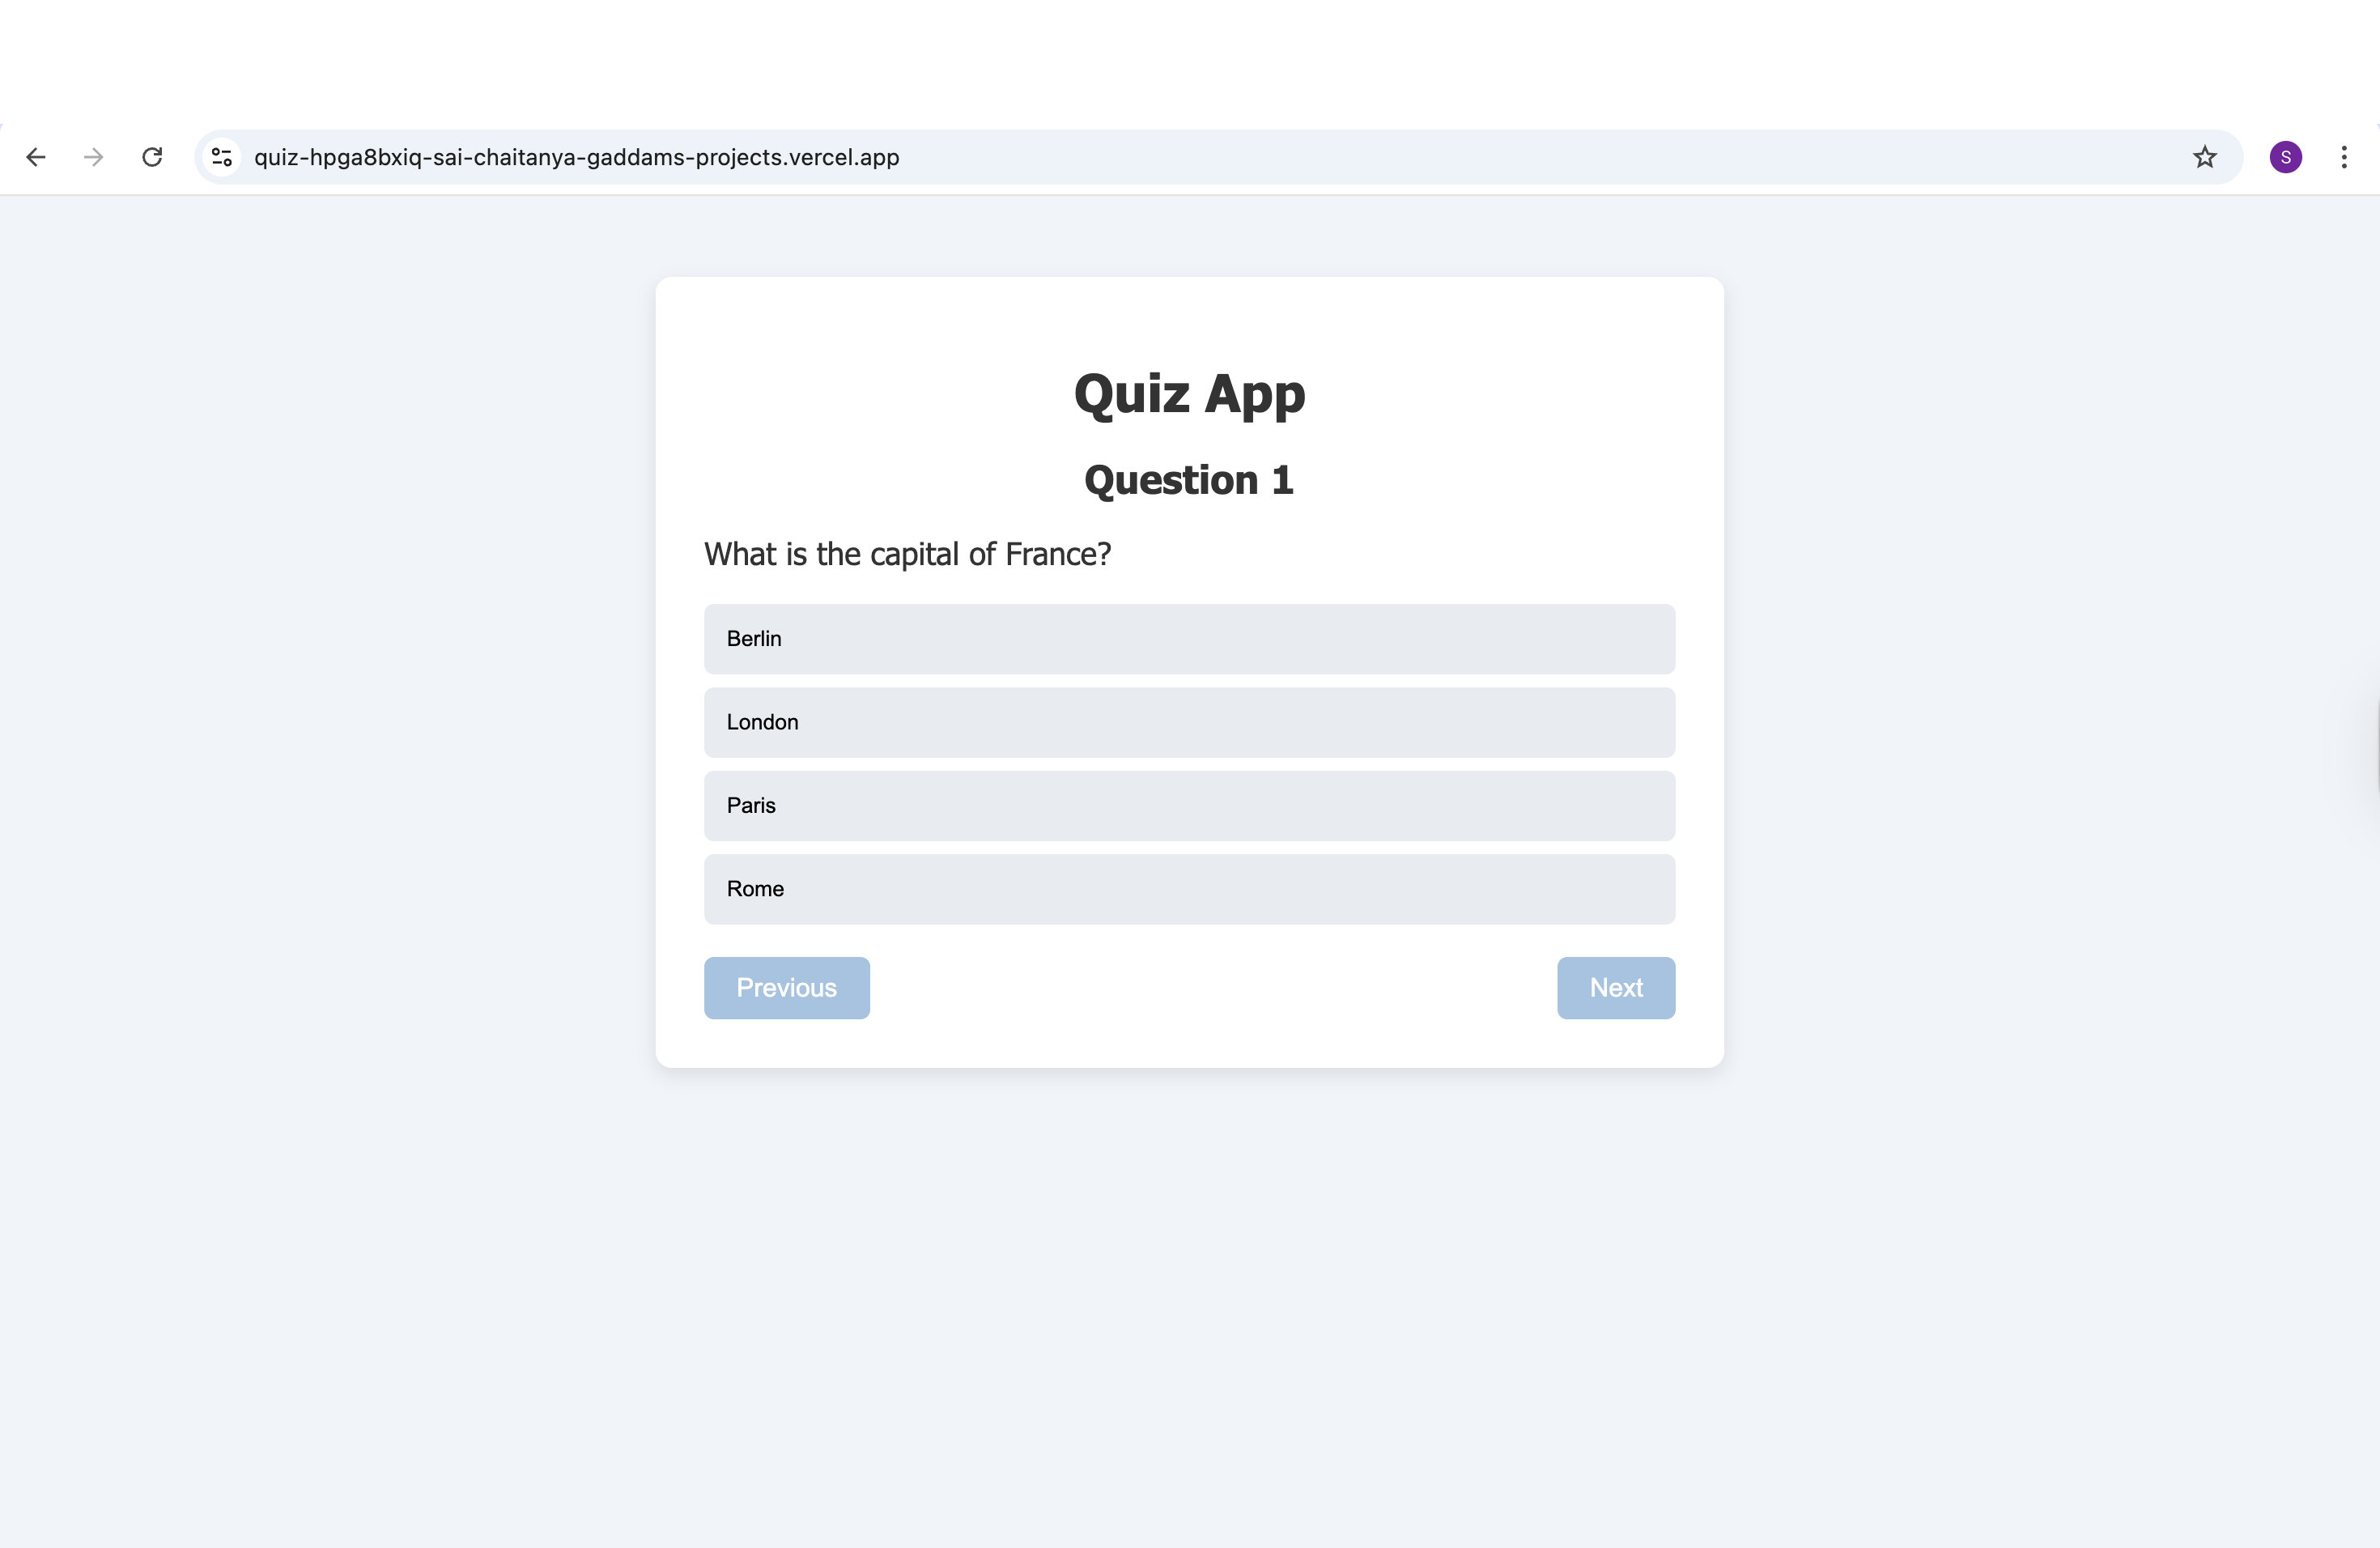 quiz-hpga8bxiq-sai-chaitanya-gaddams-projects.vercel.app
S
Quiz App
Question 1
What is the capital of France?
Berlin
London
Paris
Rome
Previous
Next